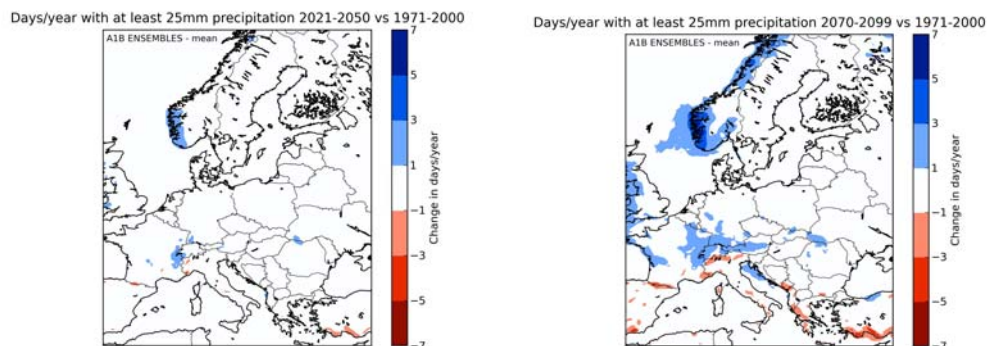 Days/year with at least 25mm precipitation 2021-2050 vs 1971-2000
A1B ENSEMBLES - mean
7
5
3
1
−1
−3
−5
−7
Change in days/year
Days/year with at least 25mm precipitation 2070-2099 vs 1971-2000
A1B ENSEMBLES - mean
7
5
3
1
−1
−3
−5
−7
Change in days/year